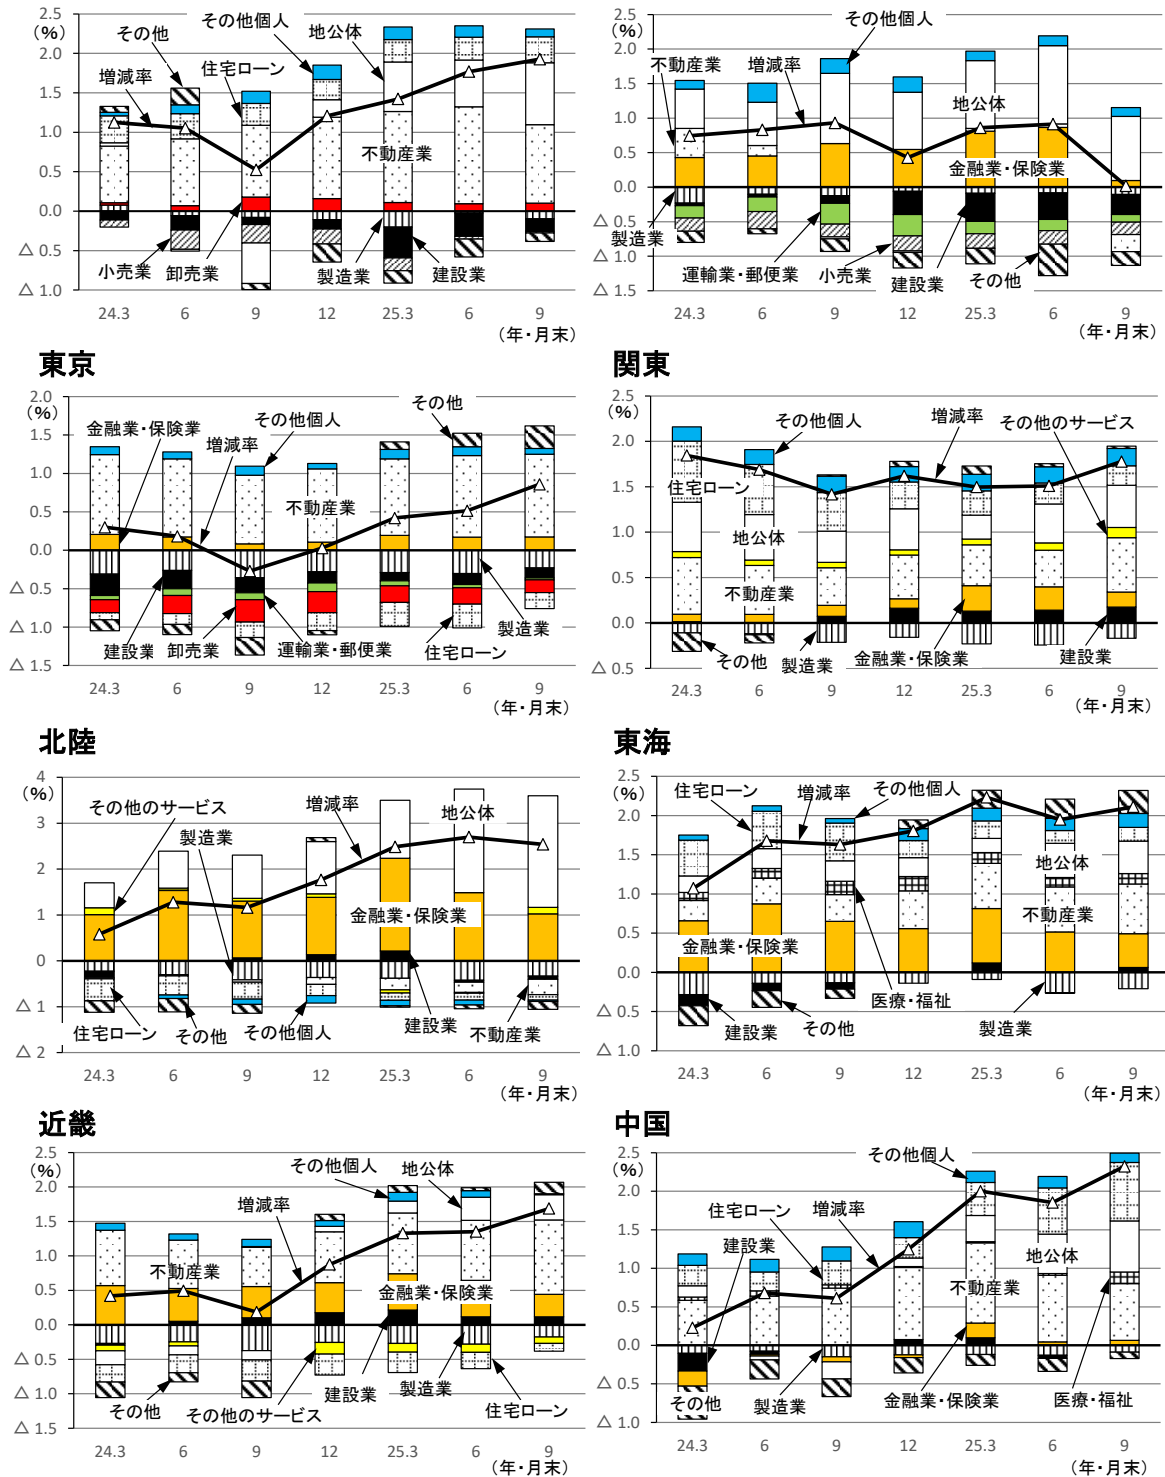 2.5
(%)
2.0
1.5
1.0
0.5
0.0
△ 0.5
△ 1.0
その他
その他個人
地公体
増減率
住宅ローン
不動産業
小売業
卸売業
製造業
建設業
24.3
6
9
12
25.3
6
9
(年・月末)
2.5
(%)
2.0
1.5
1.0
0.5
0.0
△ 0.5
△ 1.0
△ 1.5
不動産業
増減率
その他個人
地公体
金融業・保険業
製造業
運輸業・郵便業
小売業
建設業
その他
24.3
6
9
12
25.3
6
9
(年・月末)
東京
2.0
(%)
1.5
1.0
0.5
0.0
△ 0.5
△ 1.0
△ 1.5
金融業・保険業
増減率
その他個人
その他
不動産業
建設業
卸売業
運輸業・郵便業
住宅ローン
製造業
24.3
6
9
12
25.3
6
9
(年・月末)
関東
2.5
(%)
2.0
1.5
1.0
0.5
0.0
△ 0.5
その他個人
増減率
その他のサービス
住宅ローン
地公体
不動産業
その他
製造業
金融業・保険業
建設業
24.3
6
9
12
25.3
6
9
(年・月末)
北陸
4
(%)
3
2
1
0
△ 1
△ 2
その他のサービス
製造業
増減率
地公体
金融業・保険業
住宅ローン
その他
その他個人
建設業
不動産業
24.3
6
9
12
25.3
6
9
(年・月末)
東海
2.5
(%)
2.0
1.5
1.0
0.5
0.0
△ 0.5
△ 1.0
住宅ローン
増減率
その他個人
地公体
不動産業
金融業・保険業
建設業
その他
医療・福祉
製造業
24.3
6
9
12
25.3
6
9
(年・月末)
近畿
2.5
(%)
2.0
1.5
1.0
0.5
0.0
△ 0.5
△ 1.0
△ 1.5
その他個人
地公体
増減率
不動産業
金融業・保険業
その他
その他のサービス
建設業
製造業
住宅ローン
24.3
6
9
12
25.3
6
9
(年・月末)
中国
2.5
(%)
2.0
1.5
1.0
0.5
0.0
△ 0.5
△ 1.0
その他個人
住宅ローン
増減率
建設業
地公体
不動産業
その他
製造業
金融業・保険業
医療・福祉
24.3
6
9
12
25.3
6
9
(年・月末)